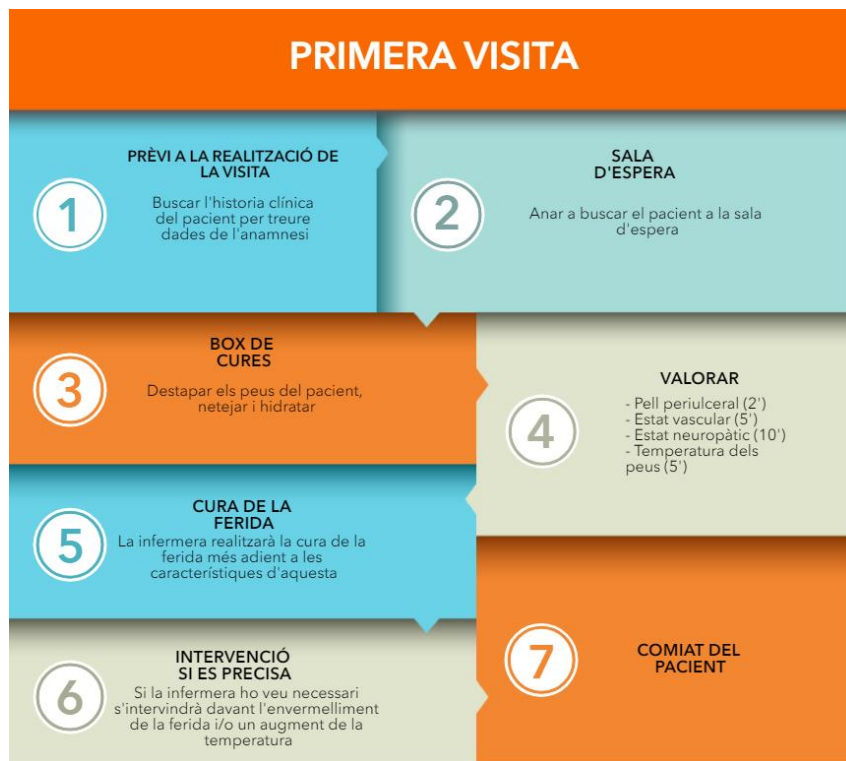 PRIMERA VISITA
1
PRÈVI A LA REALITZACIÓ DE
LA VISITA
Buscar l'historia clínica
del pacient per treure
dades de l'anamnesi
2
SALA
D'ESPERA
Anar a buscar el pacient a la sala
d'espera
3
BOX DE
CURES
Destapar els peus del pacient,
netejar i hidratar
4
VALORAR
- Pell periulceral (2')
- Estat vascular (5')
- Estat neuropàtic (10')
- Temperatura dels
peus (5')
5
CURA DE LA
FERIDA
La infermera realitzarà la cura de la
ferida més adient a les
característiques d'aquesta
6
INTERVENCIÓ
SI ES PRECISA
Si la infermera ho veu necessari
s'intervindrà davant l'envermelliment
de la ferida i/o un augment de la
temperatura
7
COMIAT DEL
PACIENT